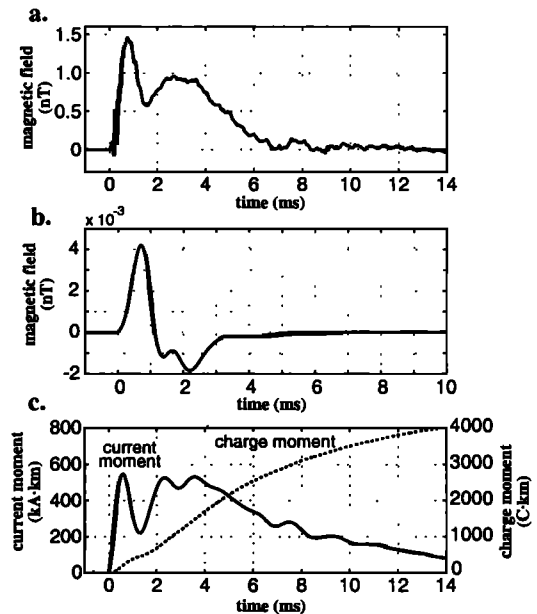 a.
1.5
1.0
0.5
0
magnetic field
(nT)
0 2 4 6 8 10 12 14
time (ms)
b.
x 10-3
4
2
0
-2
magnetic field
(nT)
0 2 4 6 8 10
time (ms)
c.
800
600
400
200
0
current moment
(kA·km)
current
moment
charge moment
4000
3000
2000
1000
0
charge moment
(C·km)
0 2 4 6 8 10 12 14
time (ms)